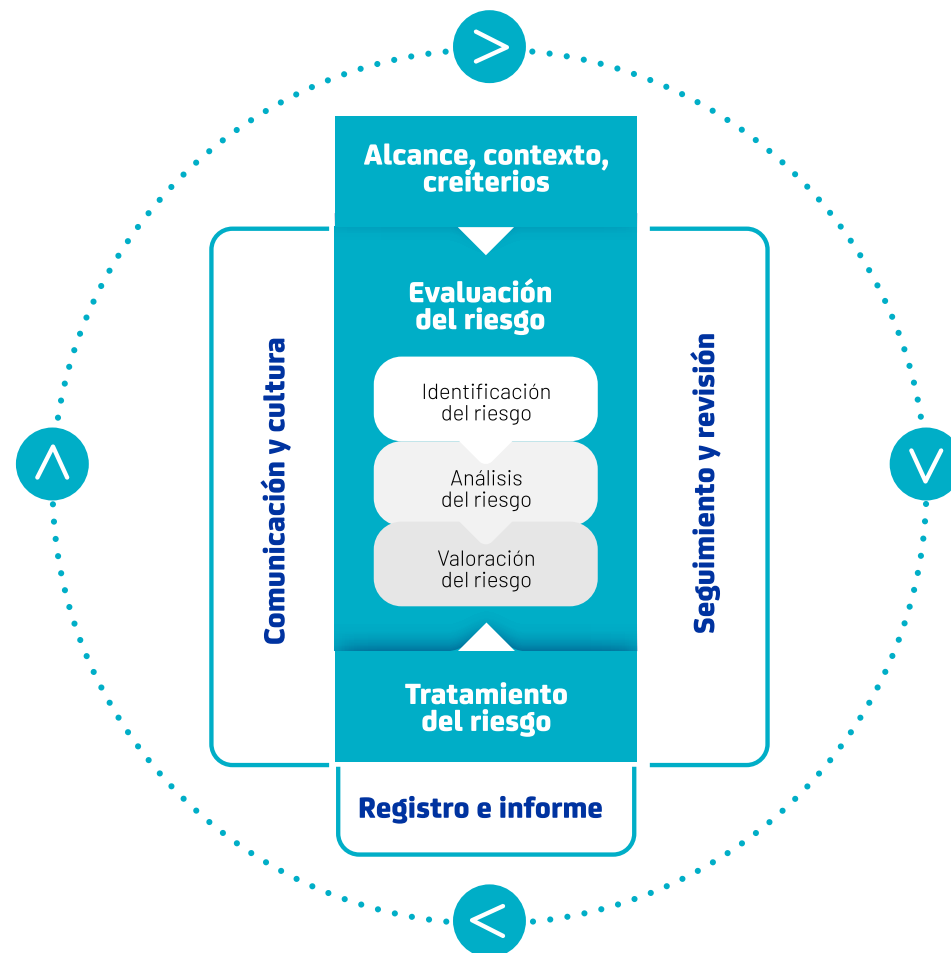 Alcance, contexto,
creiterios
Evaluación
del riesgo
Identificación
del riesgo
Análisis
del riesgo
Valoración
del riesgo
Tratamiento
del riesgo
Registro e informe
Comunicación y cultura
Seguimiento y revisión